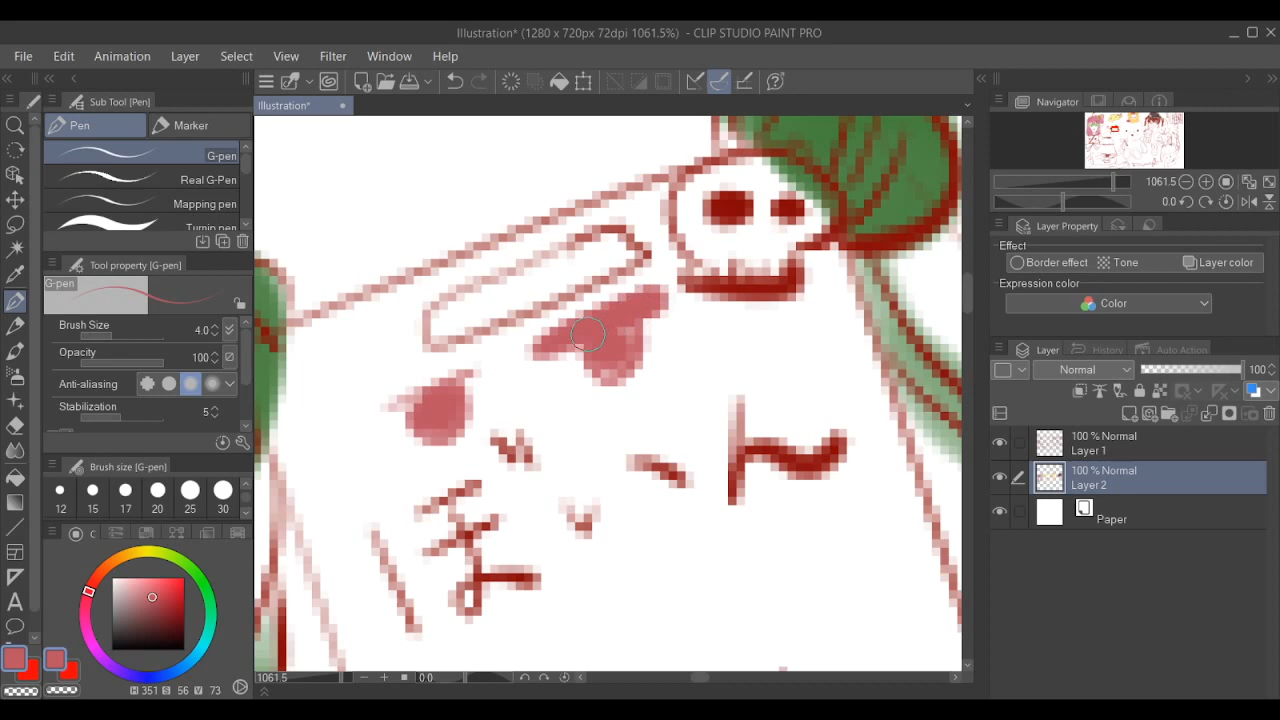 Illustration* (1280 x 720px 72dpi 1061.5%) - CLIP STUDIO PAINT PRO
File Edit Animation Layer Select View Filter Window Help
Sub Tool [Pen]
Pen Marker
G-pen
Real G-Pen
Mapping pen
Turnip pen
Tool property [G-pen]
G-pen
Brush Size 4.0
Opacity 100
Anti-aliasing
Stabilization 5
Brush size [G-pen]
12 15 17 20 25 30
C
H 351 S 56 V 73
Illustration*
1061.5 0.0
Navigator
1061.5
0.0
Layer Property
Effect
Border effect Tone Layer color
Expression color
Color
Layer History Auto Action
Normal 100
100 % Normal
Layer 1
100 % Normal
Layer 2
Paper